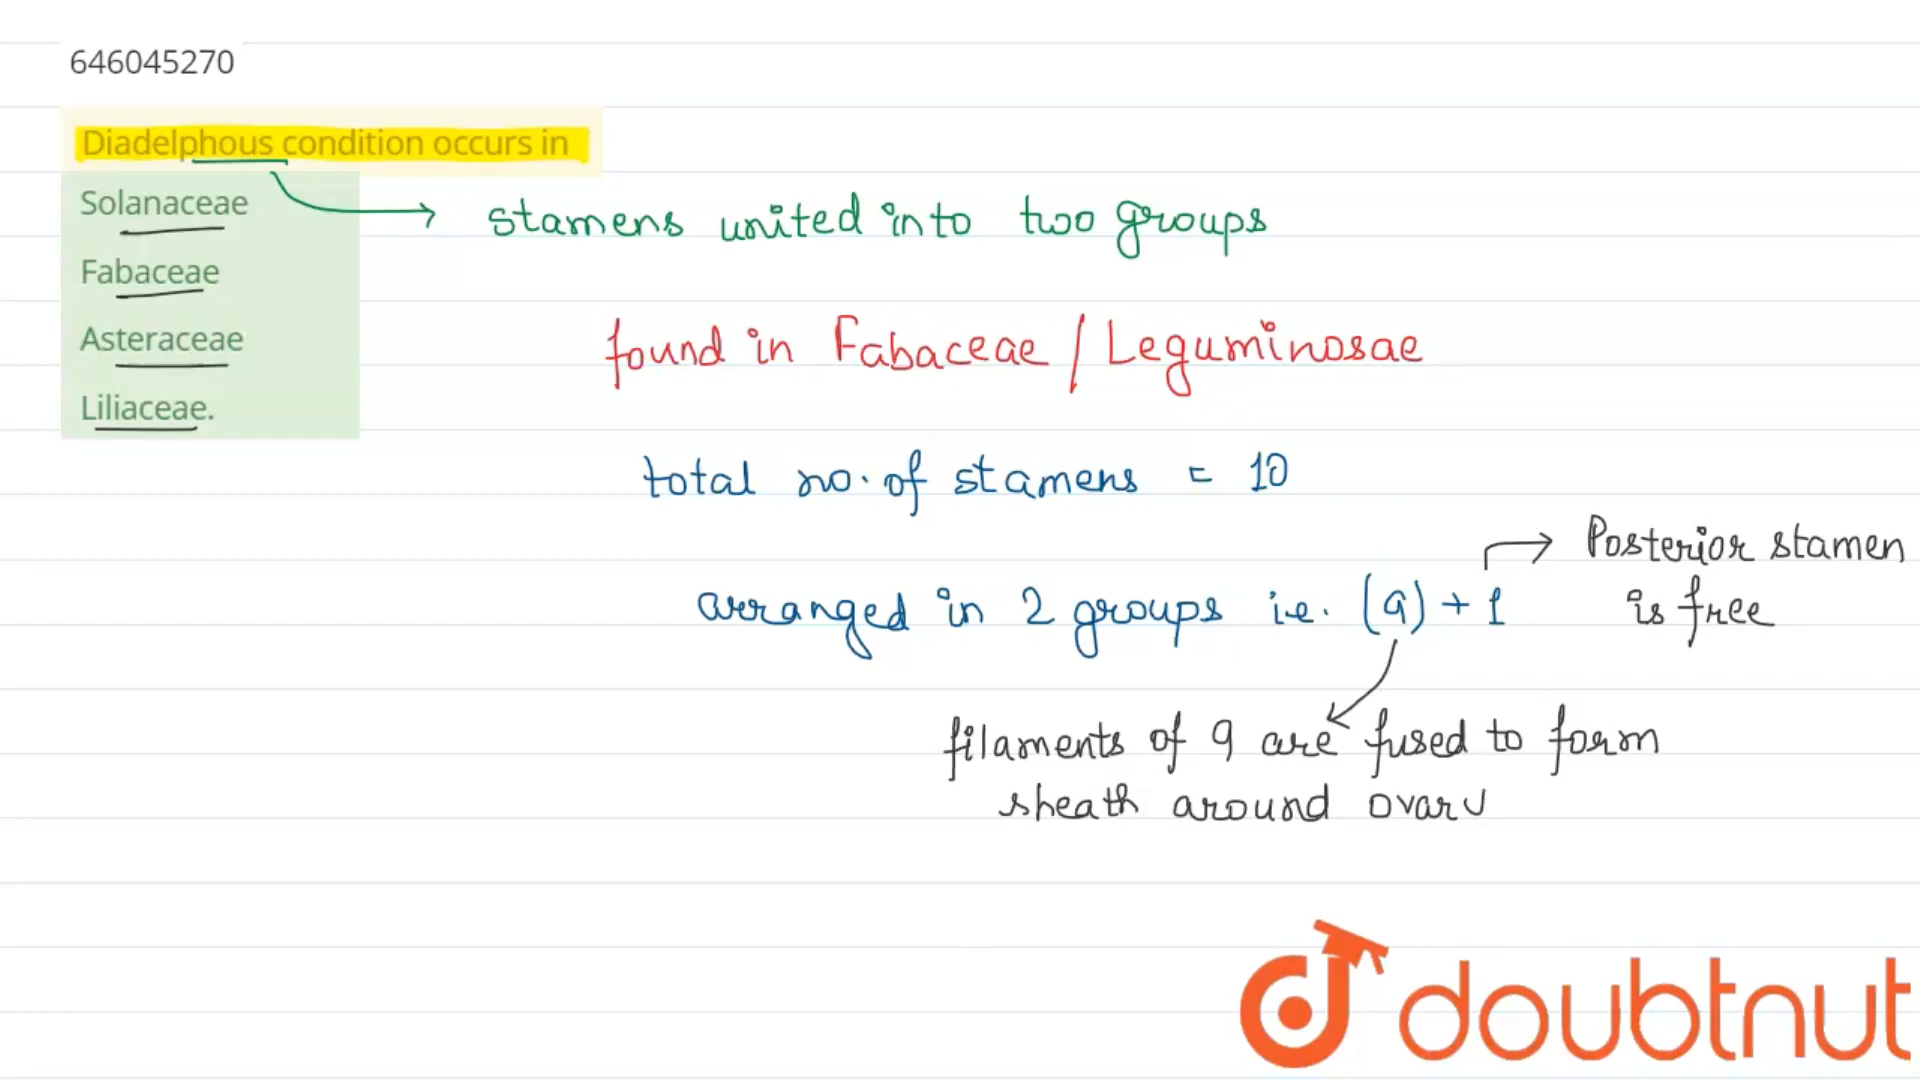 646045270
Diadelphous condition occurs in
Solanaceae
Fabaceae
Asteraceae
Liliaceae.
stamens united into two groups
found in Fabaceae / Leguminosae
total no. of stamens = 10
arranged in 2 groups i.e. (9) + 1
Posterior stamen
is free
filaments of 9 are fused to form
sheath around ovary
doubtnut